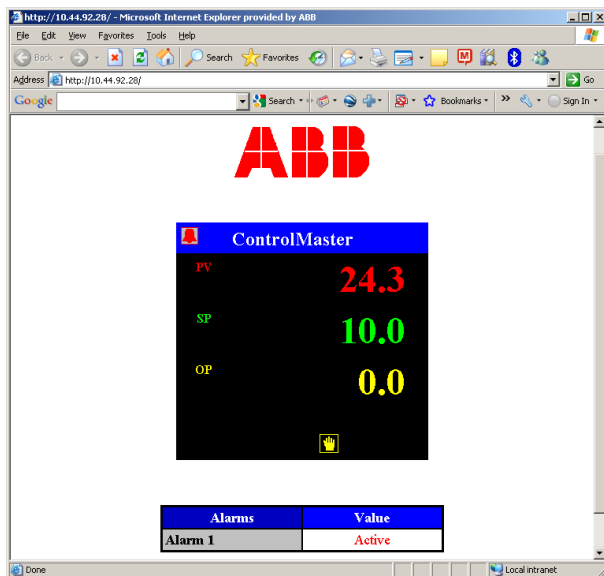 http://10.44.92.28/ - Microsoft Internet Explorer provided by ABB
File Edit View Favorites Tools Help
Back Search Favorites
Address http://10.44.92.28/ Go
Google Search Bookmarks Sign In
ABB
ControlMaster
PV 24.3
SP 10.0
OP 0.0
Alarms Value
Alarm 1 Active
Done Local intranet